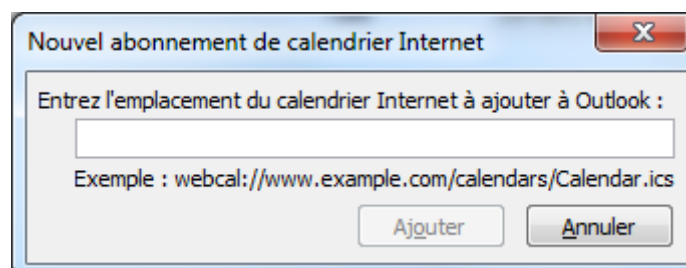 Nouvel abonnement de calendrier Internet
Entrez l'emplacement du calendrier Internet à ajouter à Outlook :
Exemple : webcal://www.example.com/calendars/Calendar.ics
Ajouter Annuler